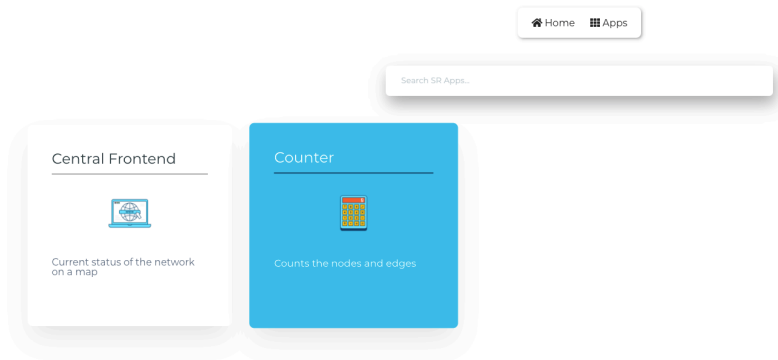 Home Apps
Search SR Apps...
Central Frontend
Current status of the network
on a map
Counter
Counts the nodes and edges